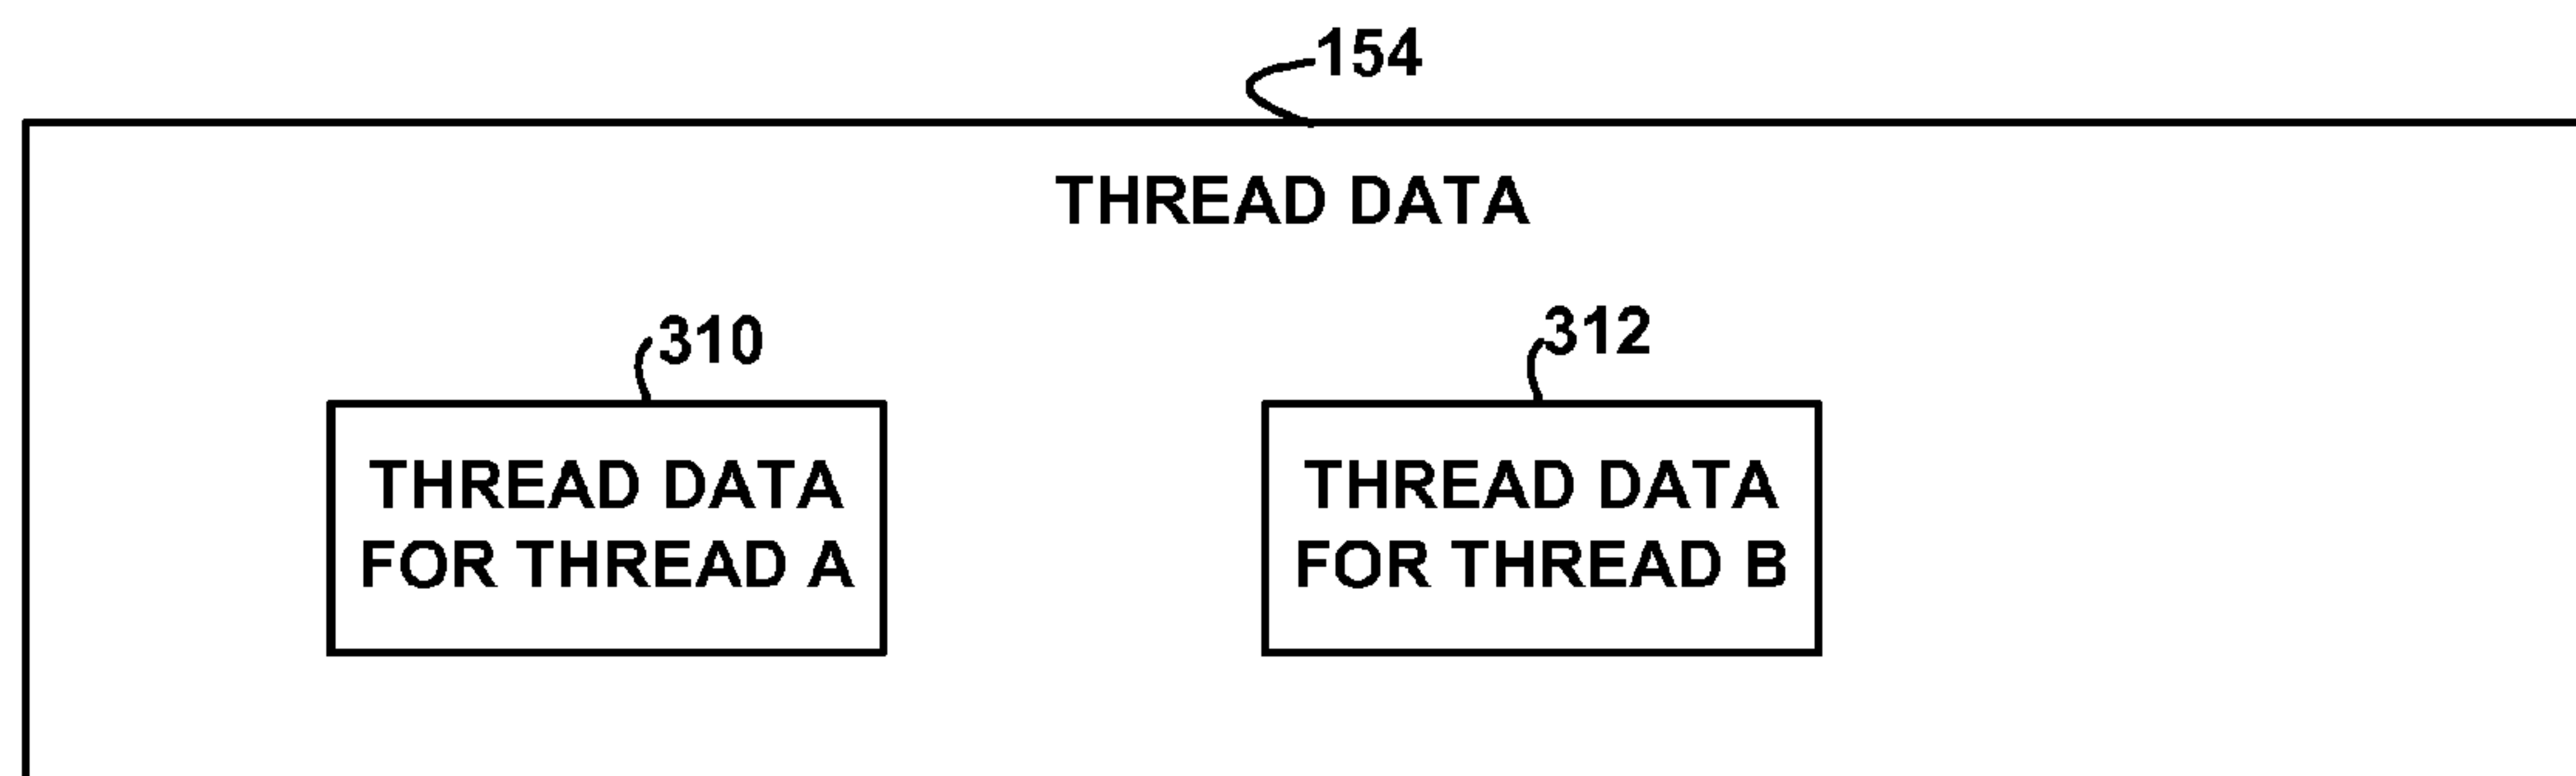 154
THREAD DATA
310
312
THREAD DATA
FOR THREAD A
THREAD DATA
FOR THREAD B